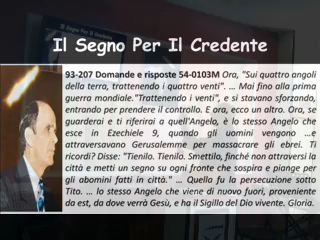 Il Segno Per Il Credente
93-207 Domande e risposte 54-0103M Ora, "Sui quattro angoli
della terra, trattenendo i quattro venti". ... Mai fino alla prima
guerra mondiale."Trattenendo i venti", e si stavano sforzando,
entrando per prendere il controllo. E ora, ecco un altro. Ora, se
guarderai e ti riferirai a quell'Angelo, è lo stesso Angelo che
esce in Ezechiele 9, quando gli uomini vengono ...e
attraversavano Gerusalemme per massacrare gli ebrei. Ti
ricordi? Disse: "Tienilo. Tienilo. Smettilo, finché non attraversi la
città e metti un segno su ogni fronte che sospira e piange per
gli abomini fatti in città." ... Quello fu la persecuzione sotto
Tito. ... lo stesso Angelo che viene di nuovo fuori, proveniente
da est, da dove verrà Gesù, e ha il Sigillo del Dio vivente. Gloria.